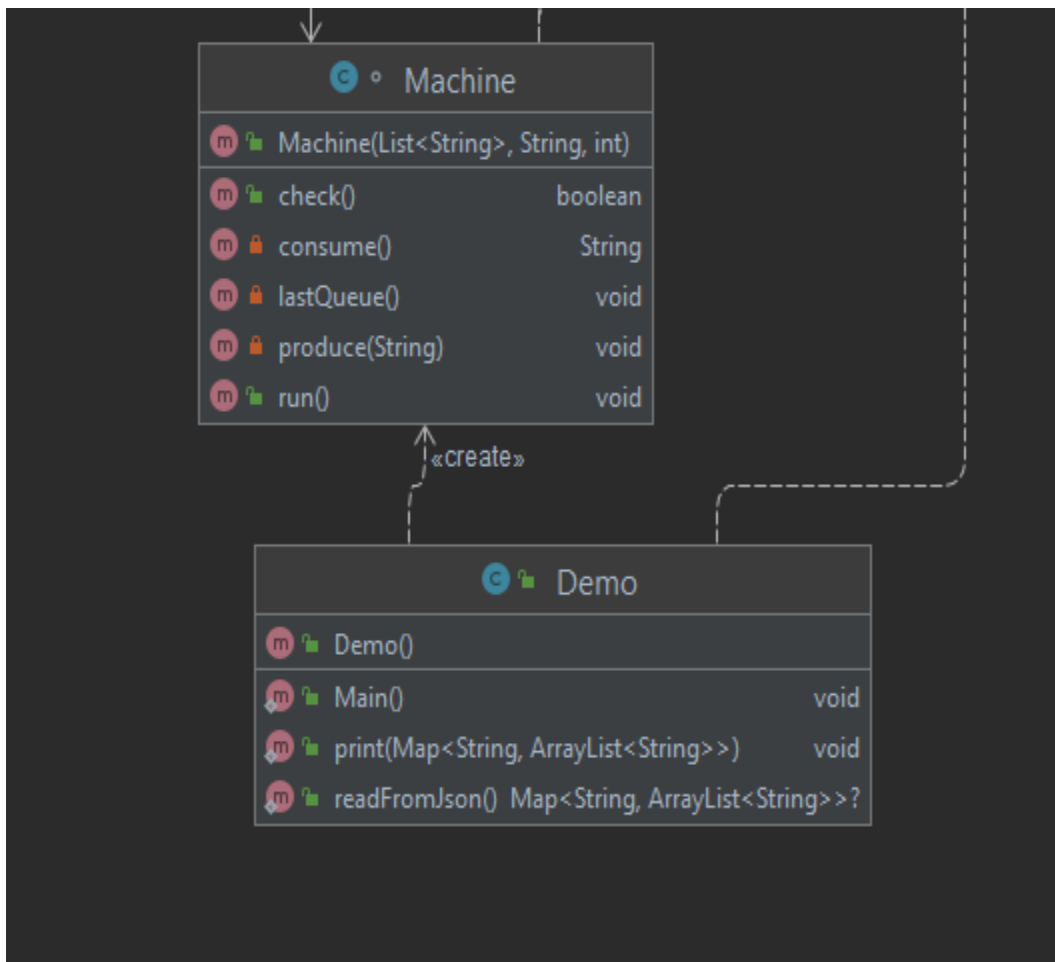 Machine
Machine(List<String>, String, int)
check() boolean
consume() String
lastQueue() void
produce(String) void
run() void
«create»
Demo
Demo()
Main() void
print(Map<String, ArrayList<String>>) void
readFromJson() Map<String, ArrayList<String>>?